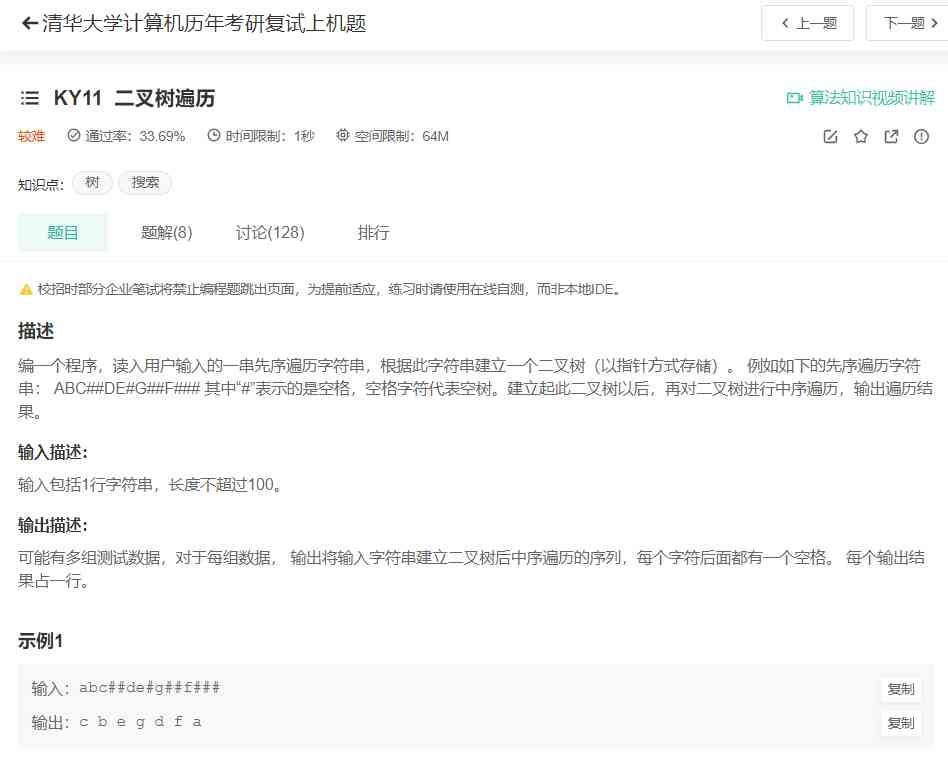 清华大学计算机历年考研复试上机题
上一题
下一题
KY11 二叉树遍历
算法知识视频讲解
较难 通过率：33.69% 时间限制：1秒 空间限制：64M
知识点： 树 搜索
题目 题解(8) 讨论(128) 排行
校招时部分企业笔试将禁止编程题跳出页面，为提前适应，练习时请使用在线自测，而非本地IDE。
描述
编一个程序，读入用户输入的一串先序遍历字符串，根据此字符串建立一个二叉树（以指针方式存储）。 例如如下的先序遍历字符
串： ABC##DE#G##F### 其中“#”表示的是空格，空格字符代表空树。建立起此二叉树以后，再对二叉树进行中序遍历，输出遍历结
果。
输入描述：
输入包括1行字符串，长度不超过100。
输出描述：
可能有多组测试数据，对于每组数据， 输出将输入字符串建立二叉树后中序遍历的序列，每个字符后面都有一个空格。 每个输出结
果占一行。
示例1
输入：abc##de#g##f###
复制
输出：c b e g d f a
复制